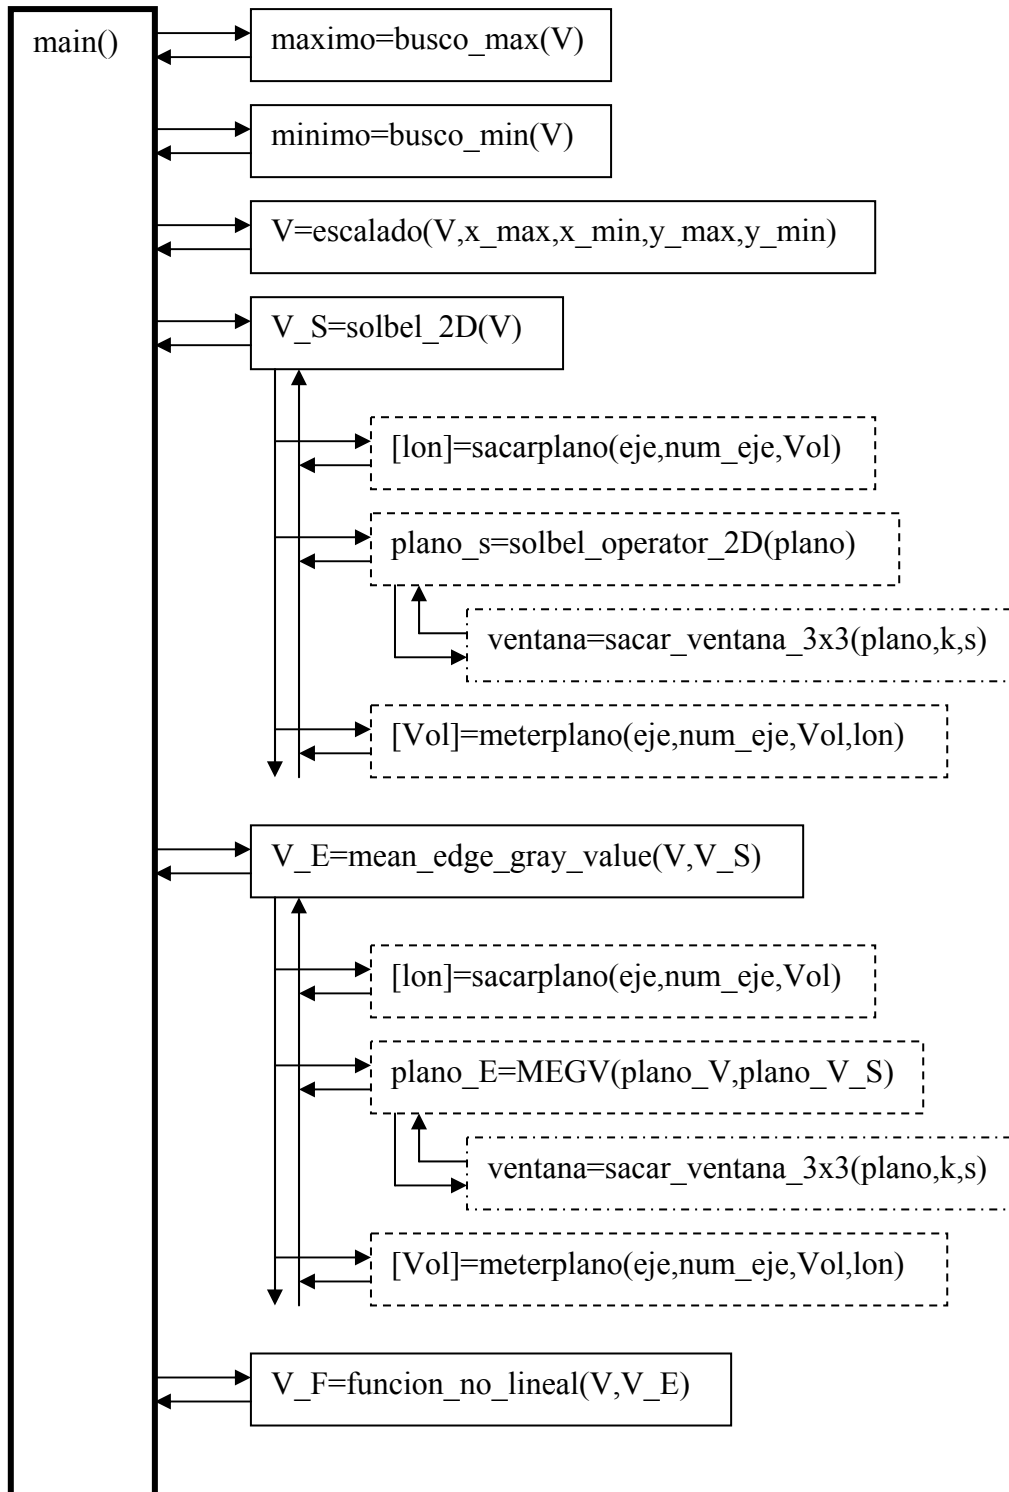 main()
maximo=busco_max(V)
minimo=busco_min(V)
V=escalado(V,x_max,x_min,y_max,y_min)
V_S=solbel_2D(V)
[lon]=sacarplano(eje,num_eje,Vol)
plano_s=solbel_operator_2D(plano)
ventana=sacar_ventana_3x3(plano,k,s)
[Vol]=meterplano(eje,num_eje,Vol,lon)
V_E=mean_edge_gray_value(V,V_S)
[lon]=sacarplano(eje,num_eje,Vol)
plano_E=MEGV(plano_V,plano_V_S)
ventana=sacar_ventana_3x3(plano,k,s)
[Vol]=meterplano(eje,num_eje,Vol,lon)
V_F=funcion_no_lineal(V,V_E)